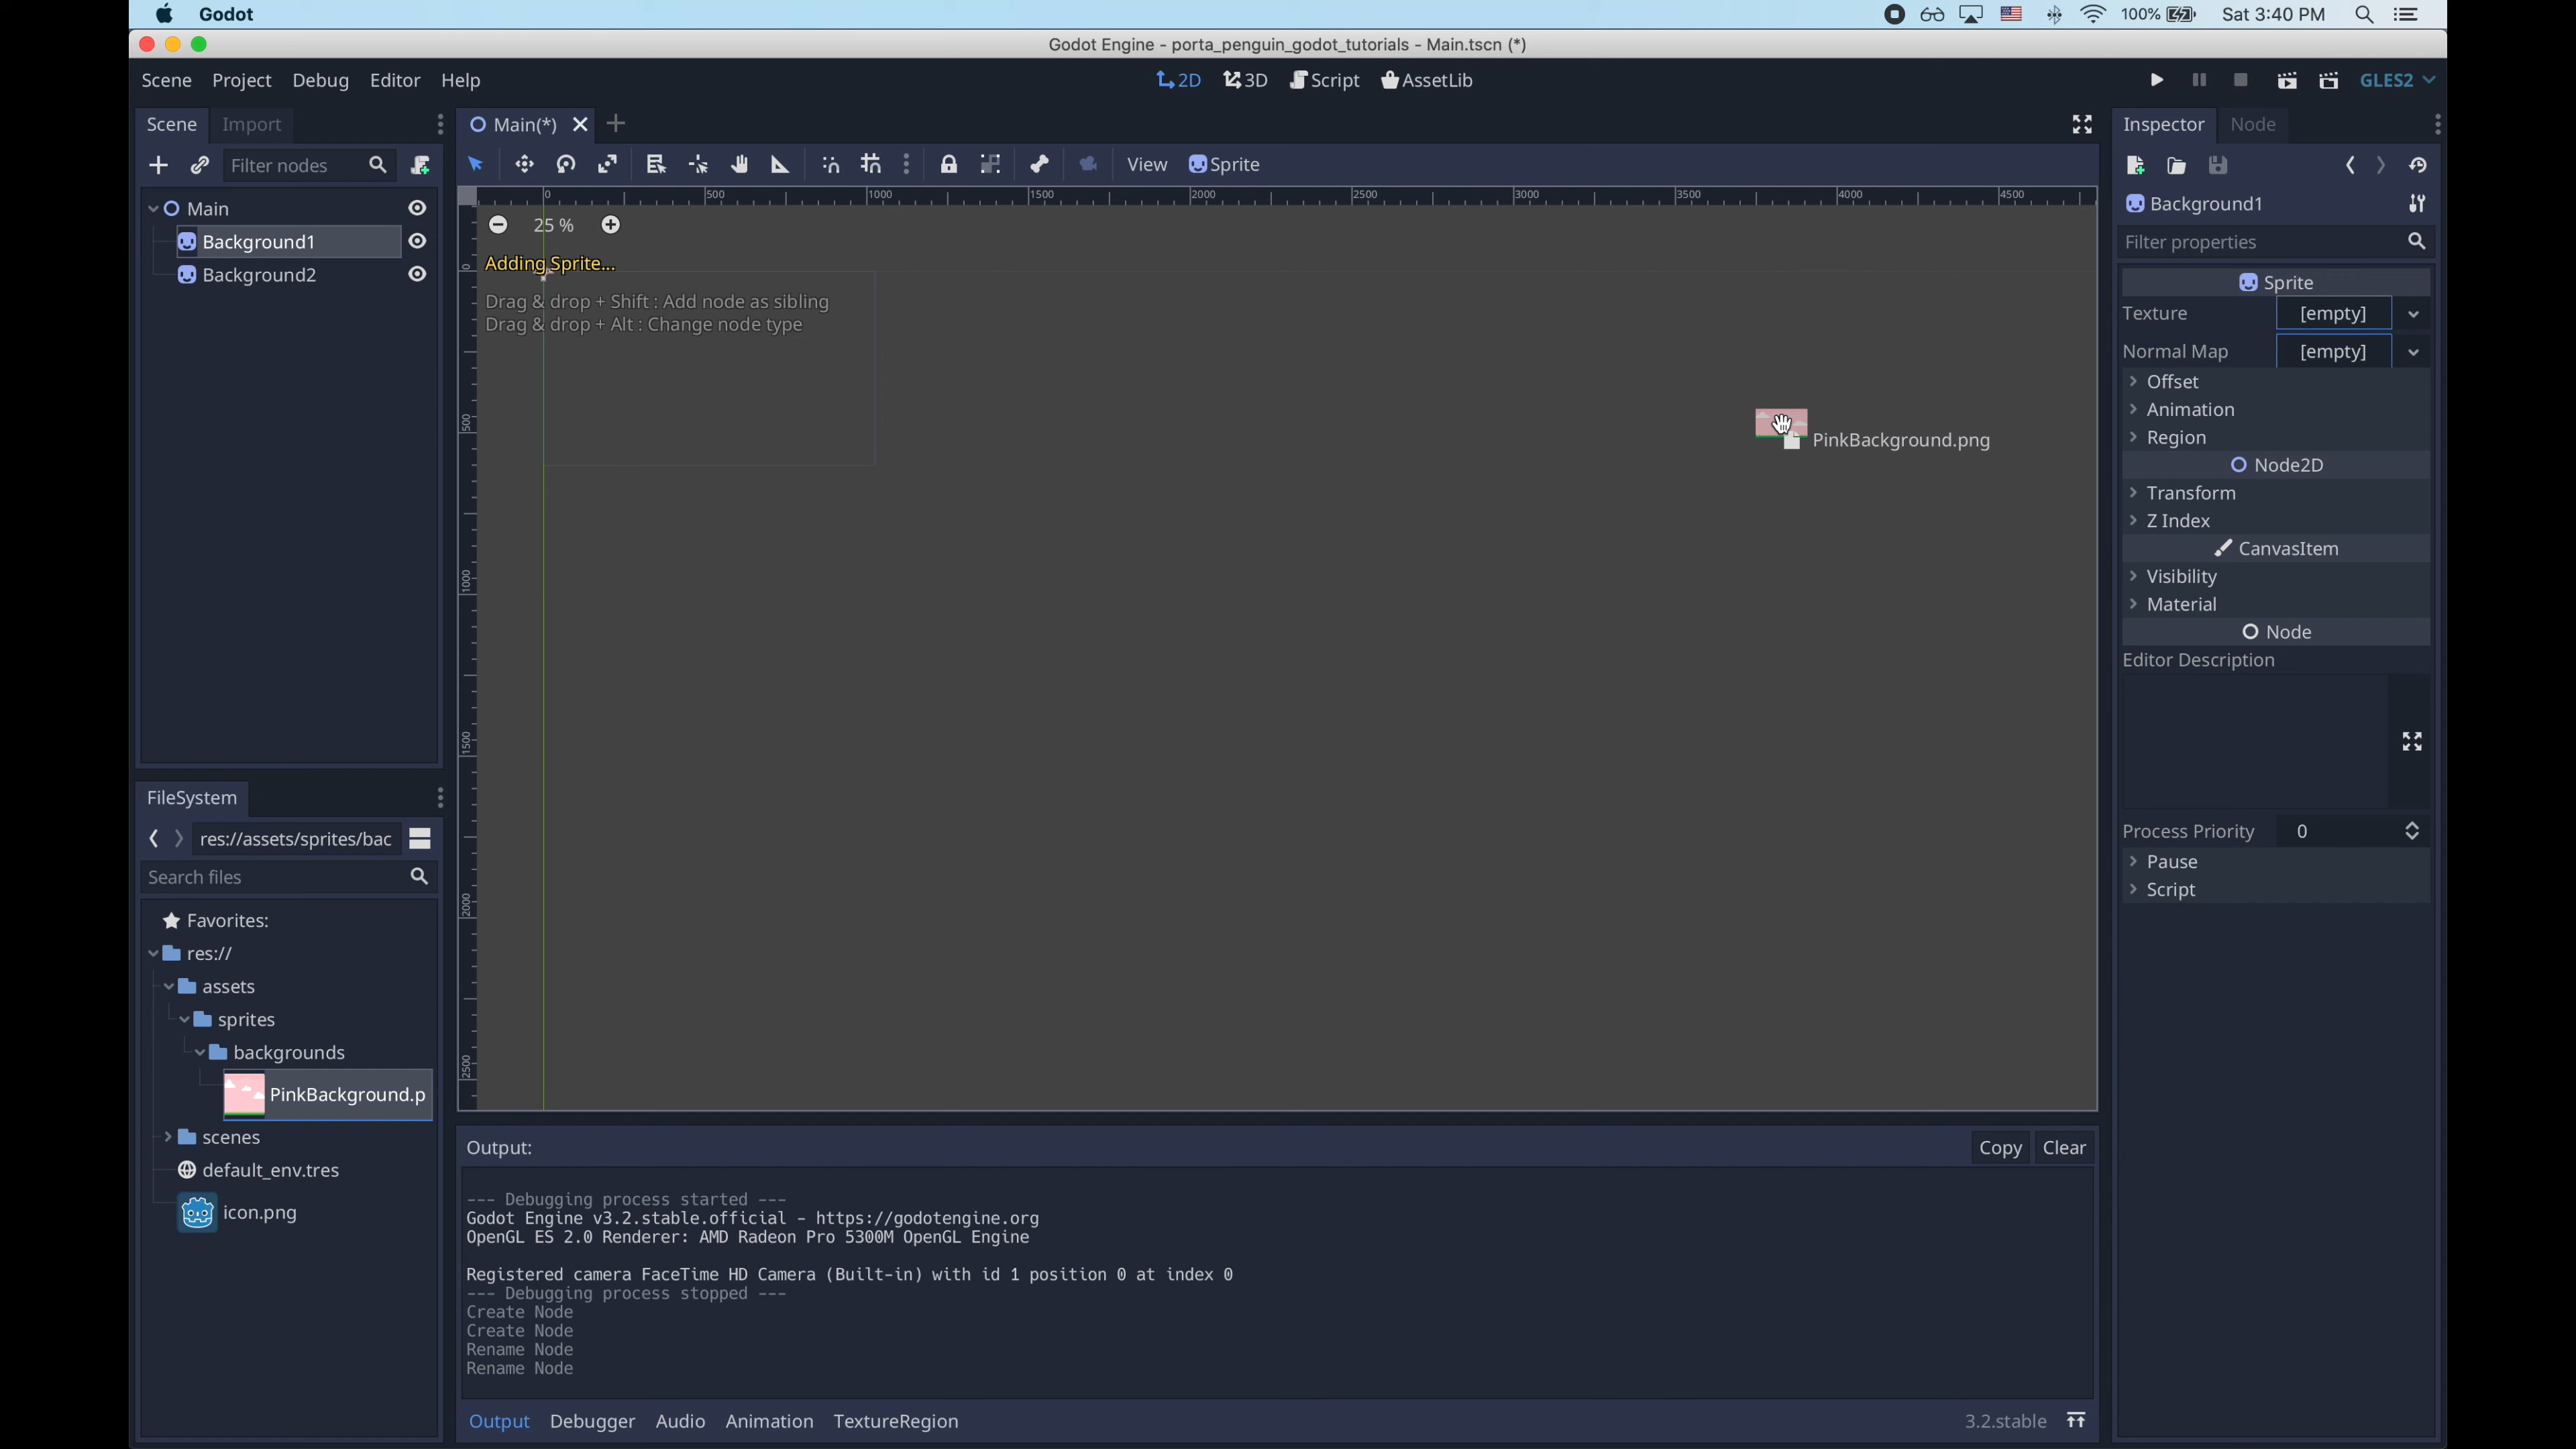 Godot
100%
Sat 3:40 PM
Godot Engine - porta_penguin_godot_tutorials - Main.tscn (*)
Scene Project Debug Editor Help
2D 3D Script AssetLib
GLES2
Scene Import
Main(*)
Inspector Node
Filter nodes
View Sprite
Background1
Main
Background1
Background2
0 500 1000 1500 2000 2500 3000 3500 4000 4500
25 %
Adding Sprite...
Drag & drop + Shift : Add node as sibling
Drag & drop + Alt : Change node type
0
500
1000
1500
2000
2500
PinkBackground.png
Filter properties
Sprite
Texture [empty]
Normal Map [empty]
Offset
Animation
Region
Node2D
Transform
Z Index
CanvasItem
Visibility
Material
Node
Editor Description
Process Priority 0
Pause
Script
FileSystem
res://assets/sprites/bac
Search files
Favorites:
res://
assets
sprites
backgrounds
PinkBackground.p
scenes
default_env.tres
icon.png
Output:
Copy Clear
--- Debugging process started ---
Godot Engine v3.2.stable.official - https://godotengine.org
OpenGL ES 2.0 Renderer: AMD Radeon Pro 5300M OpenGL Engine
Registered camera FaceTime HD Camera (Built-in) with id 1 position 0 at index 0
--- Debugging process stopped ---
Create Node
Create Node
Rename Node
Rename Node
Output Debugger Audio Animation TextureRegion
3.2.stable